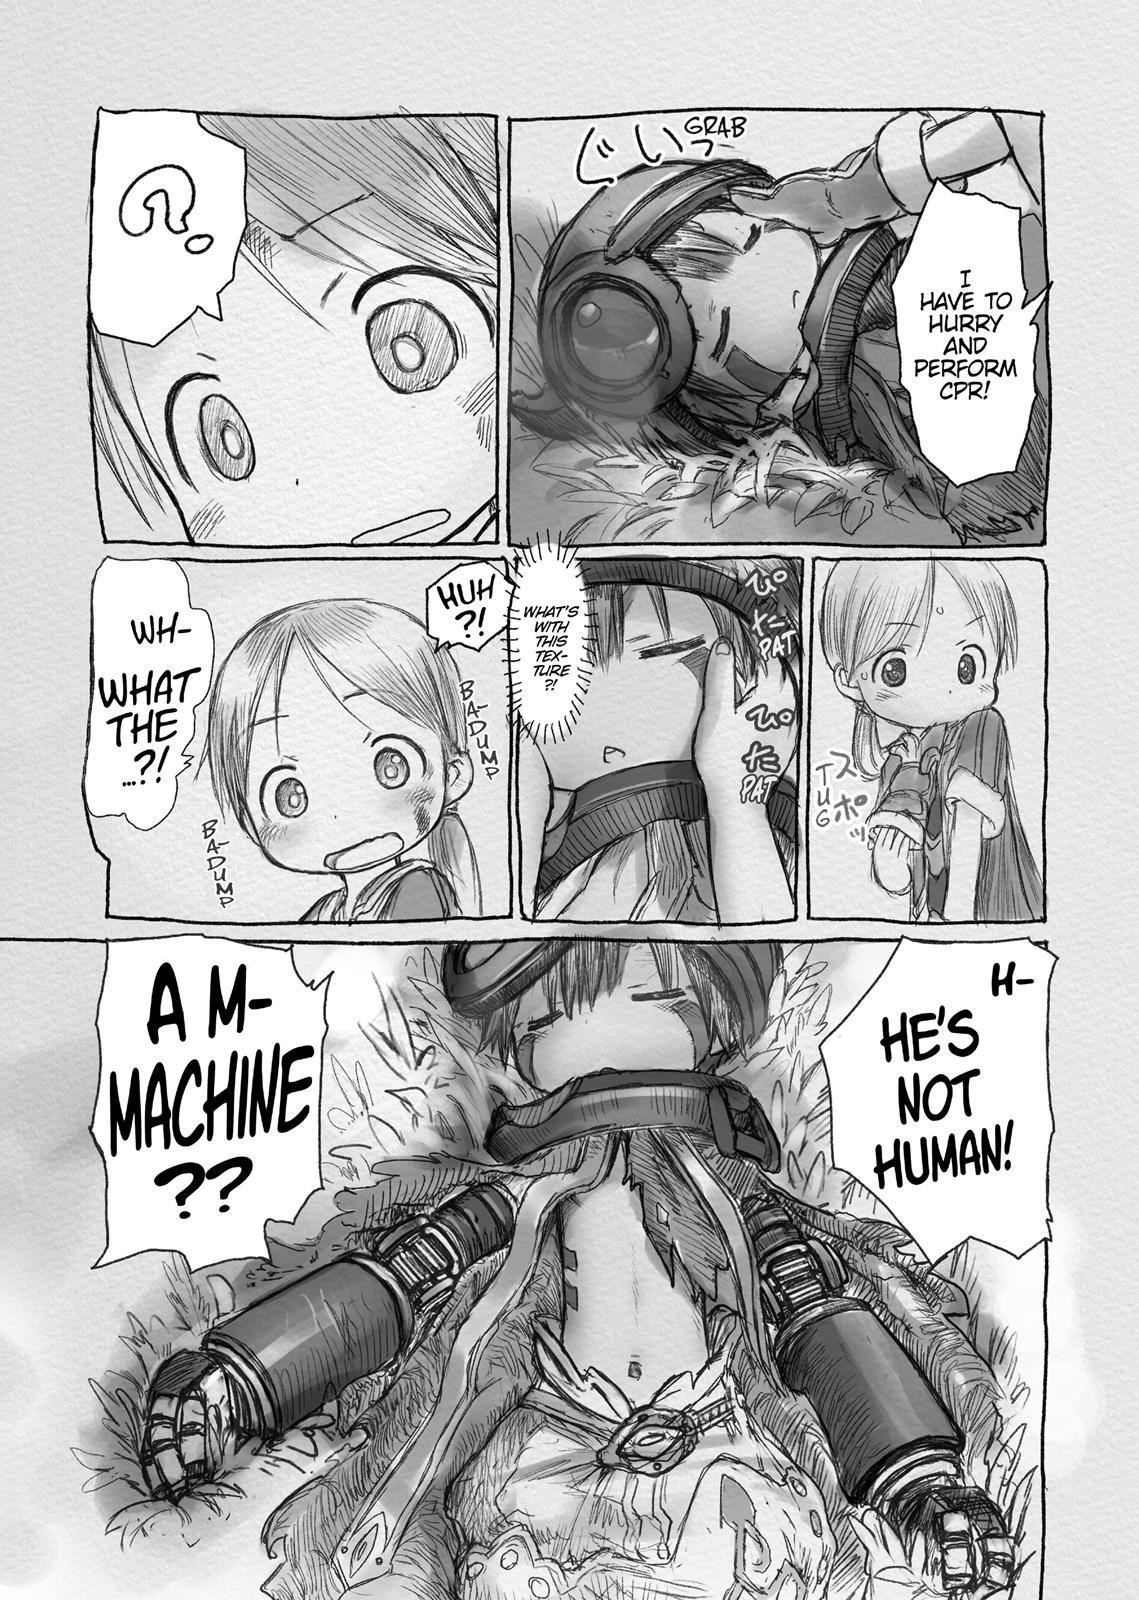 ぐいっ
GRAB
I
HAVE TO
HURRY
AND
PERFORM
CPR!
?
スポッ
TUG
ぴた
PAT
ぴた
PAT
WHAT'S
WITH
THIS
TEX-
TURE
?!
HUH
?!
BA-DUMP
WH-
WHAT
THE
...?!
BA-DUMP
H-
HE'S
NOT
HUMAN!
A M-
MACHINE
??